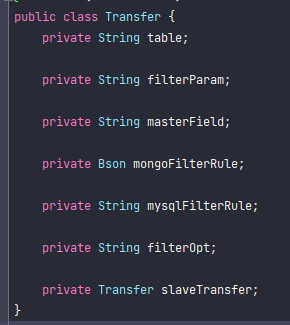 public class Transfer {
private String table;
private String filterParam;
private String masterField;
private Bson mongoFilterRule;
private String mysqlFilterRule;
private String filterOpt;
private Transfer slaveTransfer;
}